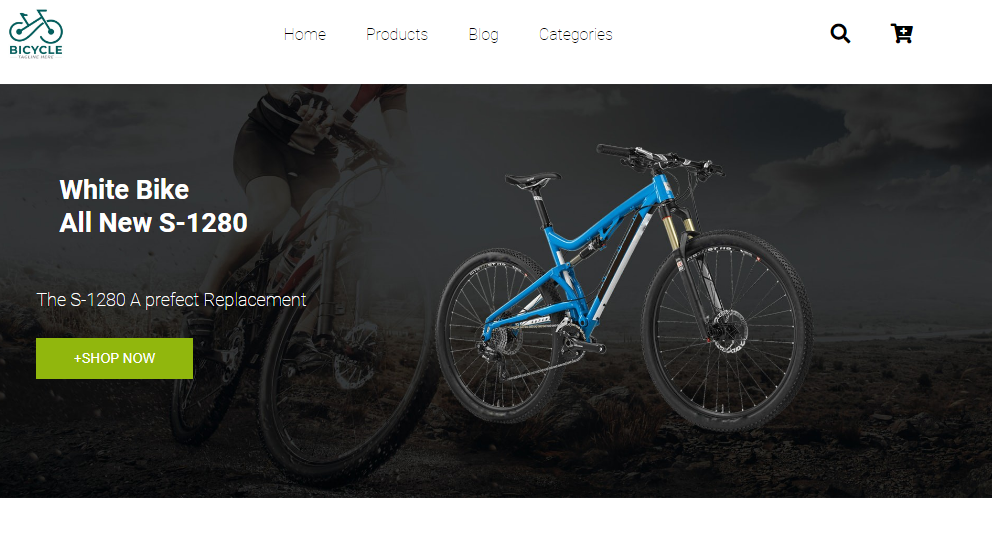 BICYCLE
TAGLINE HERE
Home Products Blog Categories
White Bike
All New S-1280
The S-1280 A prefect Replacement
+SHOP NOW